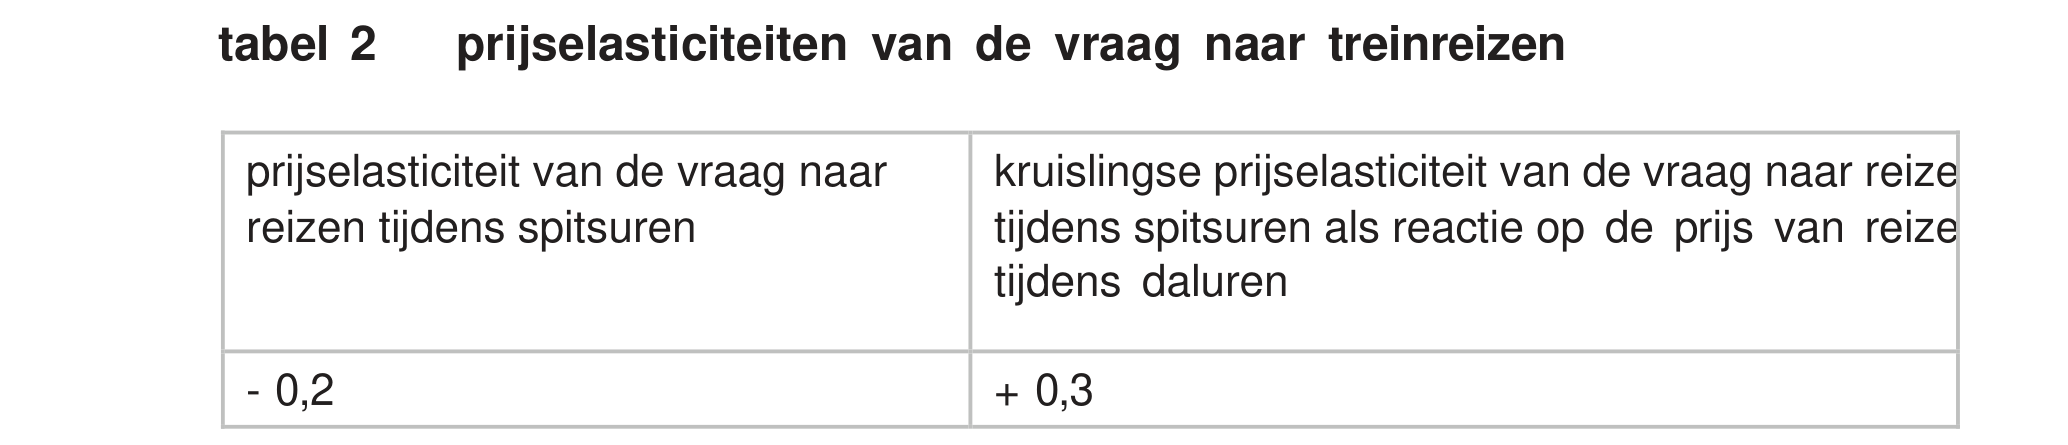 tabel 2 prijselasticiteiten van de vraag naar treinreizen
prijselasticiteit van de vraag naar
reizen tijdens spitsuren
kruislingse prijselasticiteit van de vraag naar reize
tijdens spitsuren als reactie op de prijs van reize
tijdens daluren
- 0,2
+ 0,3